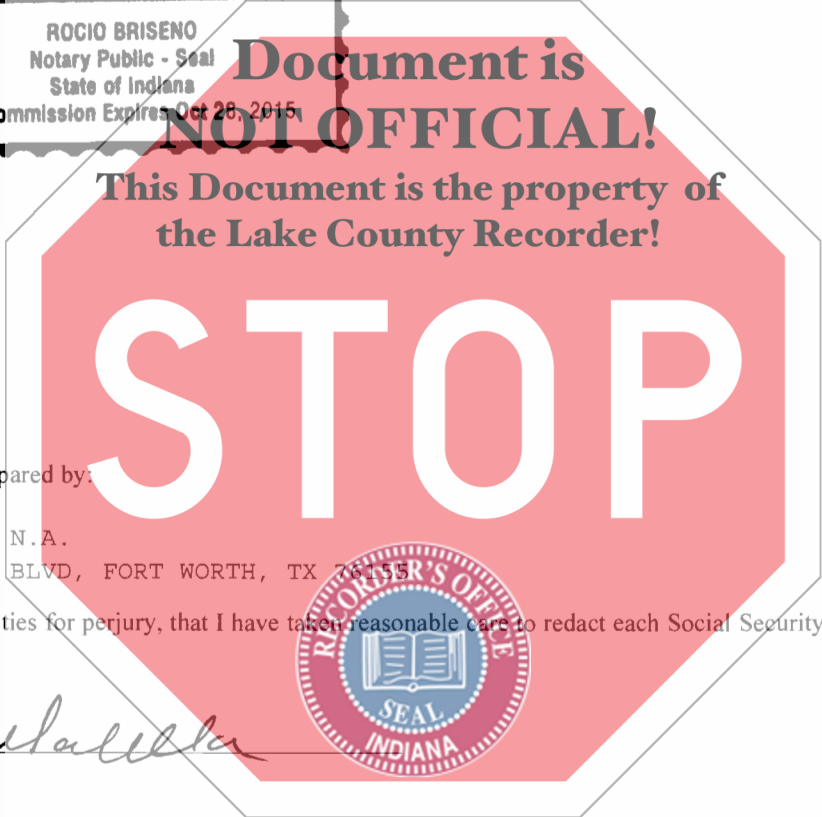 ROCIO BRISENO
Notary Public - Seal
State of Indiana
ommission Expires Oct 28, 2015
Document is
NOT OFFICIAL!
This Document is the property of
the Lake County Recorder!
STOP
pared by:
N.A.
BLVD, FORT WORTH, TX 76155
ties for perjury, that I have taken reasonable care to redact each Social Security
RECORDER'S OFFICE
SEAL
INDIANA